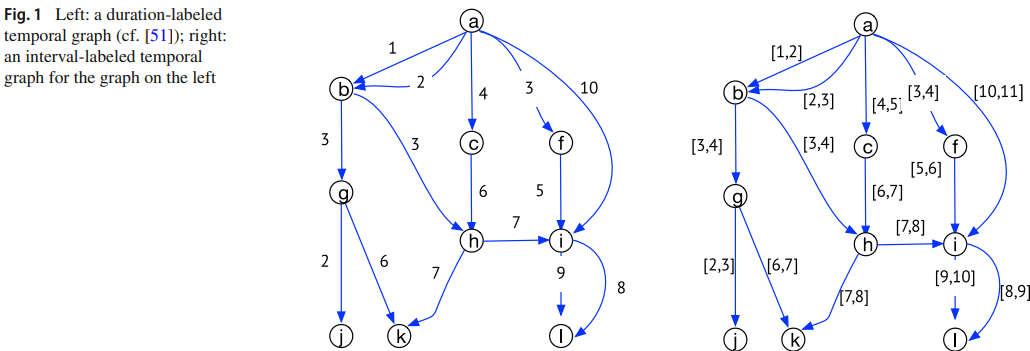 Fig. 1 Left: a duration-labeled
temporal graph (cf. [51]); right:
an interval-labeled temporal
graph for the graph on the left
a
1
2
4
3
10
b
3
3
c
f
6
5
g
7
h
i
2
6
7
9
8
j
k
l
a
[1,2]
[2,3]
[4,5]
[3,4]
[10,11]
b
[3,4]
[3,4]
c
f
[5,6]
[6,7]
g
[7,8]
h
i
[2,3]
[6,7]
[7,8]
[9,10]
[8,9]
j
k
l